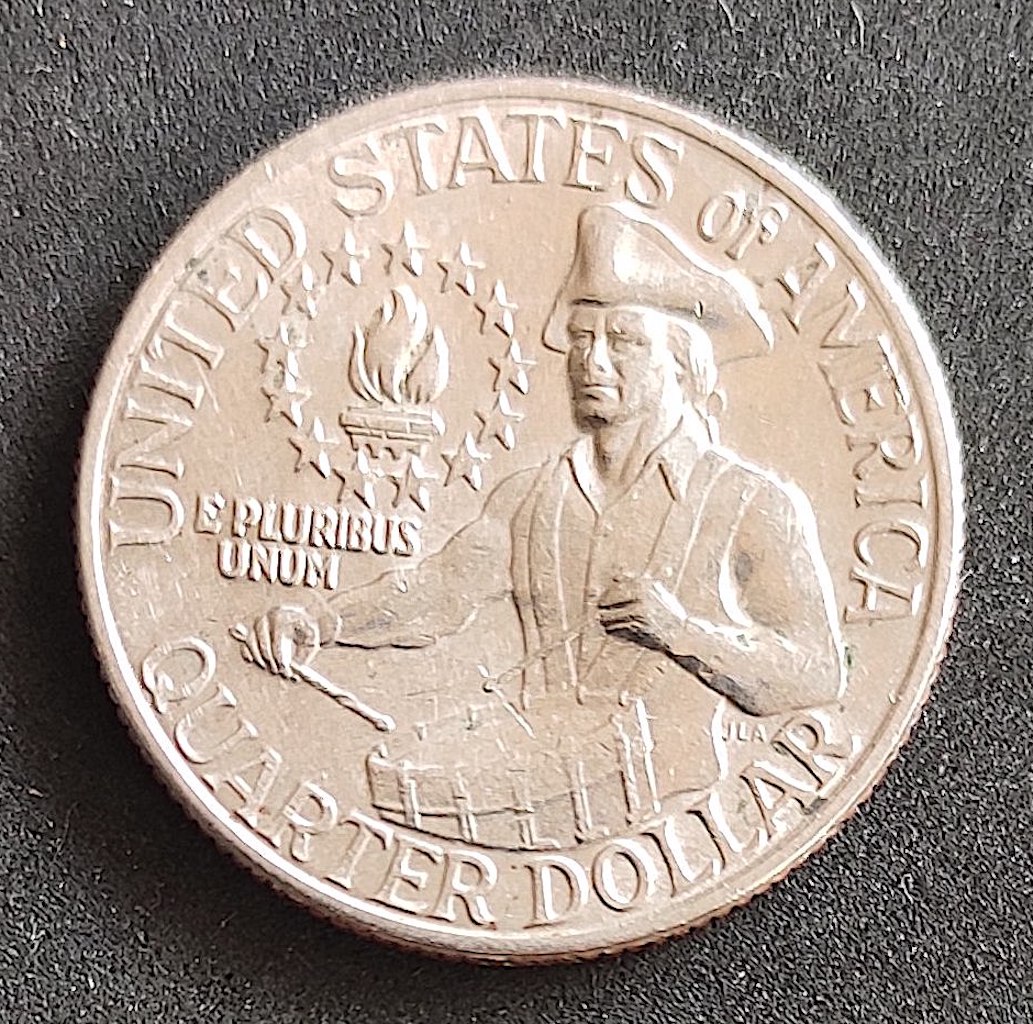 UNITED STATES of AMERICA
E PLURIBUS
UNUM
JLA
QUARTER DOLLAR